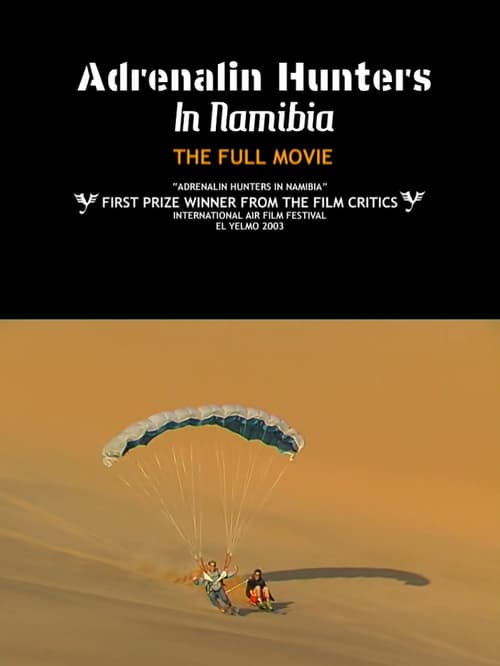 Adrenalin Hunters
In Namibia
THE FULL MOVIE
"ADRENALIN HUNTERS IN NAMIBIA"
FIRST PRIZE WINNER FROM THE FILM CRITICS
INTERNATIONAL AIR FILM FESTIVAL
EL YELMO 2003